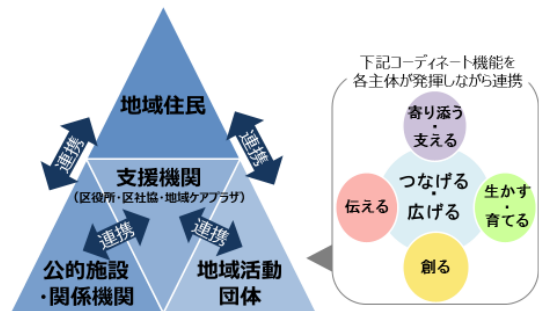 地域住民
連携
連携
支援機関
（区役所・区社協・地域ケアプラザ）
連携
連携
公的施設
・関係機関
地域活動
団体
下記コーディネート機能を
各主体が発揮しながら連携
寄り添う
・
支える
つなげる
・
広げる
伝える
生かす
・
育てる
創る